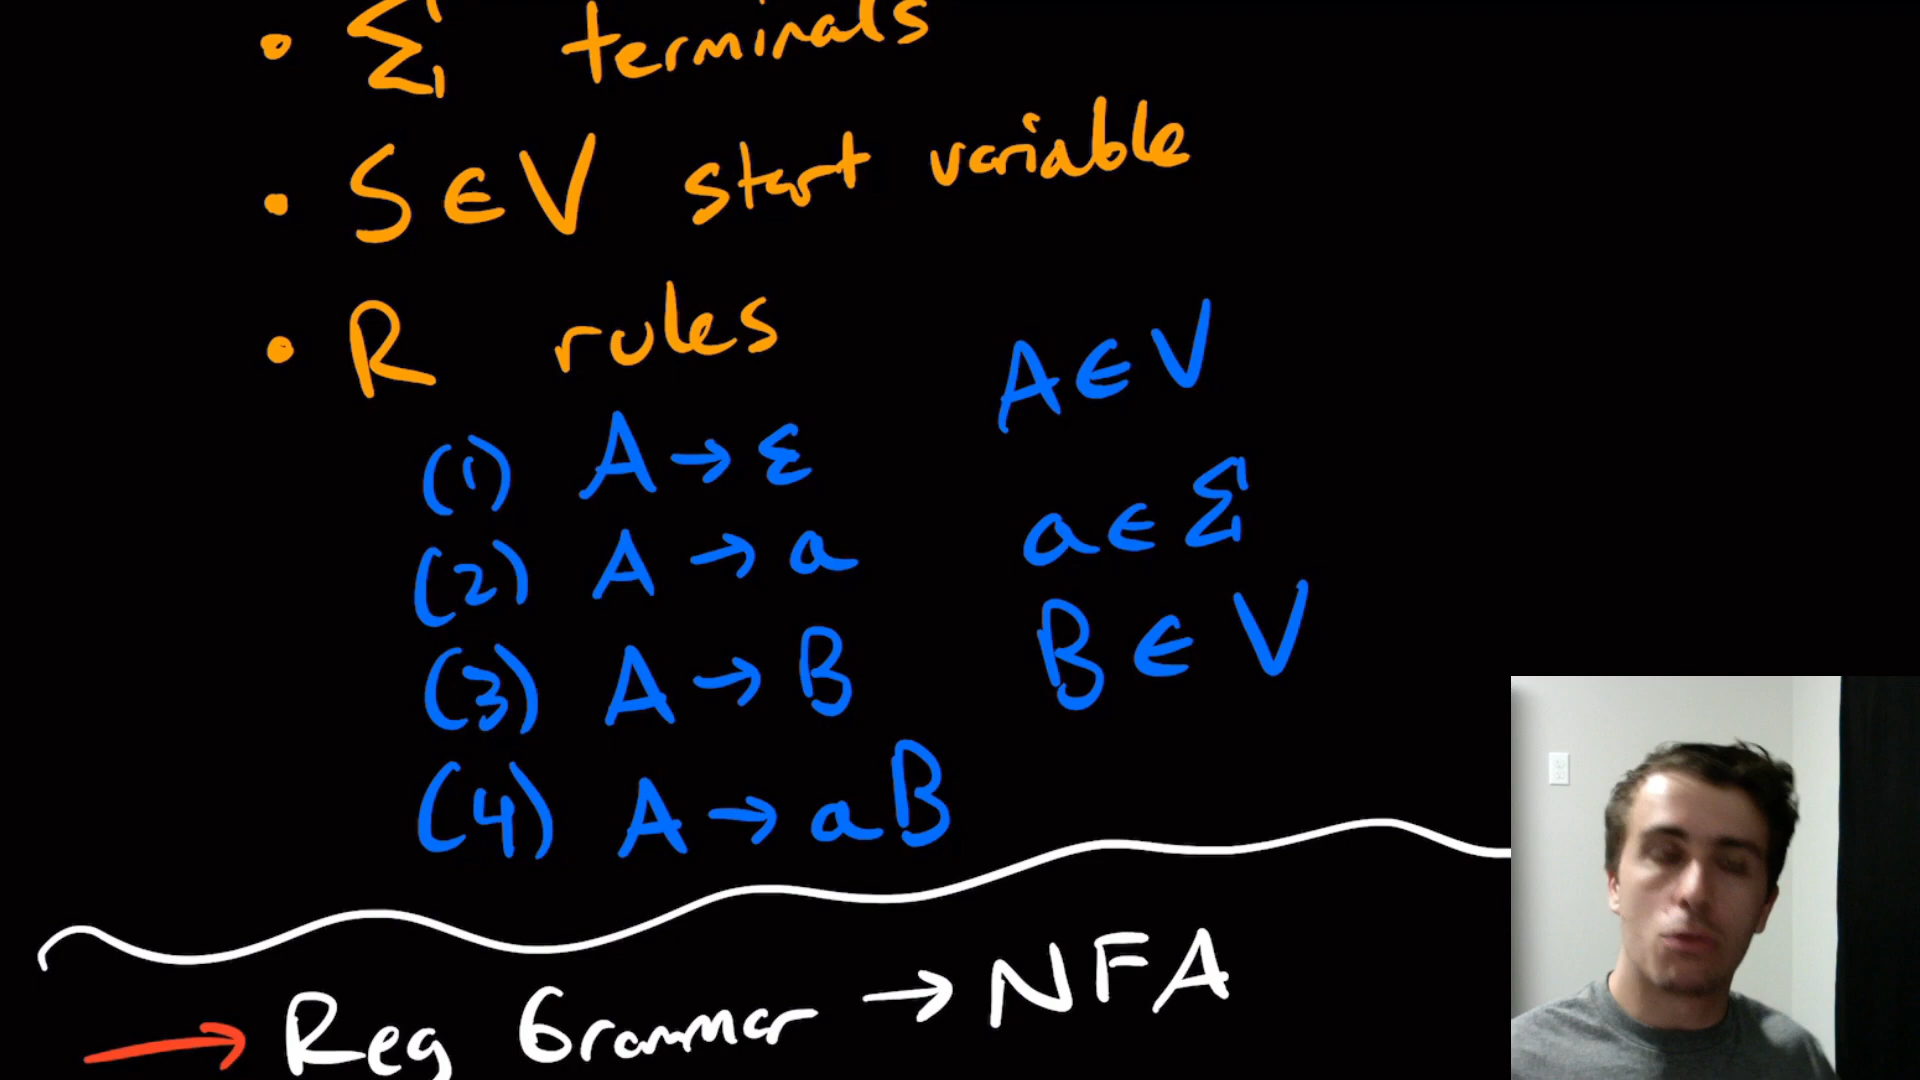 • Σ terminals
• S ∈ V start variable
• R rules
A ∈ V
(1) A → ε
a ∈ Σ
(2) A → a
B ∈ V
(3) A → B
(4) A → aB
→ Reg Grammar → NFA